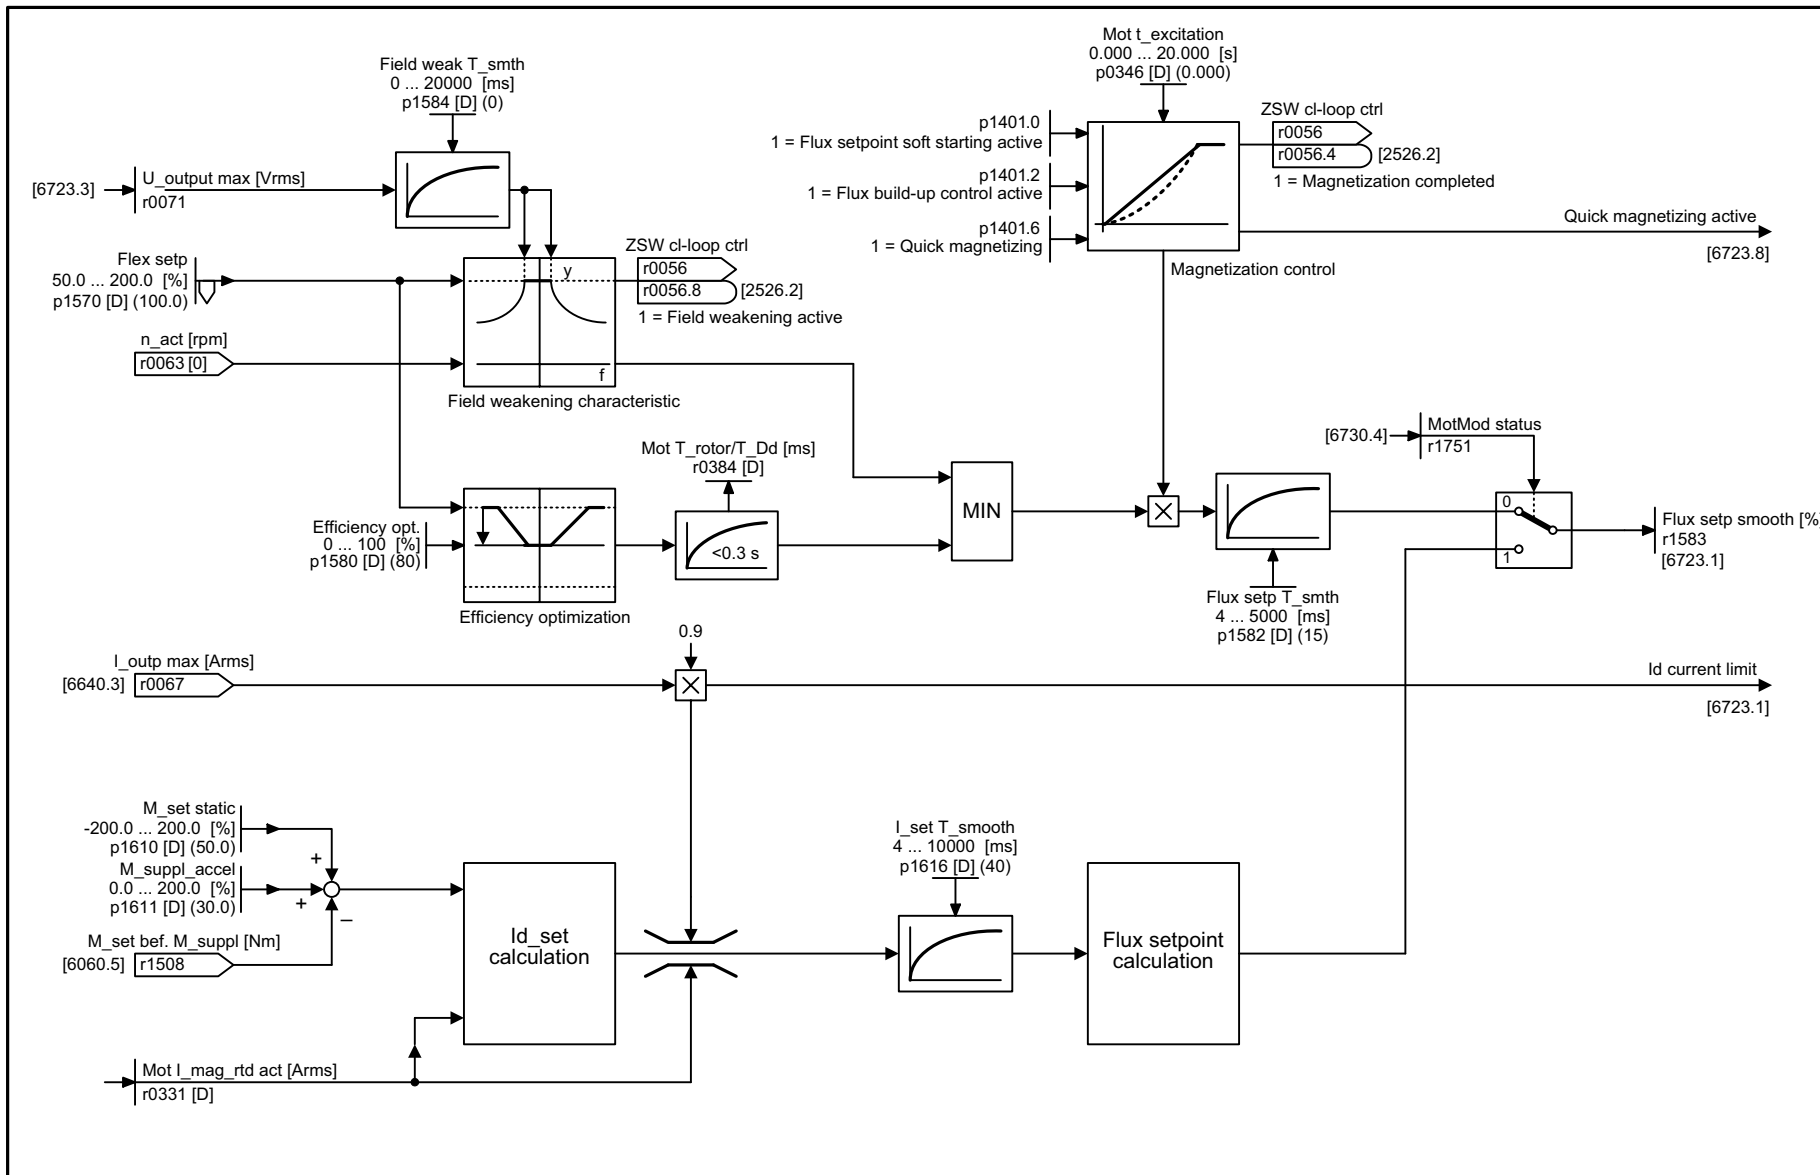 Mot t_excitation
0.000 ... 20.000 [s]
p0346 [D] (0.000)
Field weak T_smth
0 ... 20000 [ms]
p1584 [D] (0)
p1401.0
1 = Flux setpoint soft starting active
p1401.2
1 = Flux build-up control active
p1401.6
1 = Quick magnetizing
ZSW cl-loop ctrl
r0056
r0056.4
[2526.2]
1 = Magnetization completed
Quick magnetizing active
[6723.8]
Magnetization control
[6723.3]
U_output max [Vrms]
r0071
Flex setp
50.0 ... 200.0 [%]
p1570 [D] (100.0)
y
f
ZSW cl-loop ctrl
r0056
r0056.8
[2526.2]
1 = Field weakening active
n_act [rpm]
r0063 [0]
Field weakening characteristic
Mot T_rotor/T_Dd [ms]
r0384 [D]
[6730.4]
MotMod status
r1751
Efficiency opt.
0 ... 100 [%]
p1580 [D] (80)
<0.3 s
MIN
0
1
Flux setp smooth [%
r1583
[6723.1]
Efficiency optimization
Flux setp T_smth
4 ... 5000 [ms]
p1582 [D] (15)
0.9
I_outp max [Arms]
[6640.3]
r0067
Id current limit
[6723.1]
M_set static
-200.0 ... 200.0 [%]
p1610 [D] (50.0)
+
M_suppl_accel
0.0 ... 200.0 [%]
p1611 [D] (30.0)
+
–
M_set bef. M_suppl [Nm]
[6060.5]
r1508
Id_set
calculation
I_set T_smooth
4 ... 10000 [ms]
p1616 [D] (40)
Flux setpoint
calculation
Mot I_mag_rtd act [Arms]
r0331 [D]